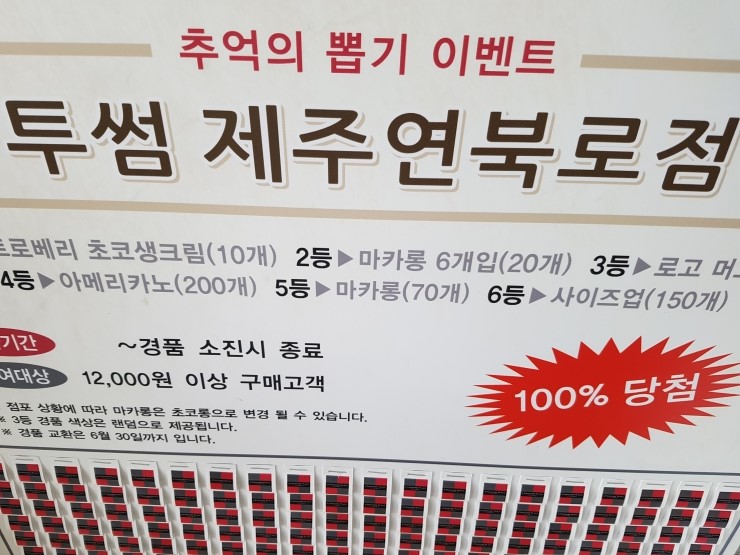 추억의 뽑기 이벤트
투썸 제주연북로점
트로베리 초코생크림(10개) 2등▶마카롱 6개입(20개) 3등▶로고 머그
4등▶아메리카노(200개) 5등▶마카롱(70개) 6등▶사이즈업(150개)
기간 ~경품 소진시 종료
여대상 12,000원 이상 구매고객
100% 당첨
점포 상황에 따라 마카롱은 초코롱으로 변경 될 수 있습니다.
※ 3등 경품 색상은 랜덤으로 제공됩니다.
※ 경품 교환은 6월 30일까지 입니다.